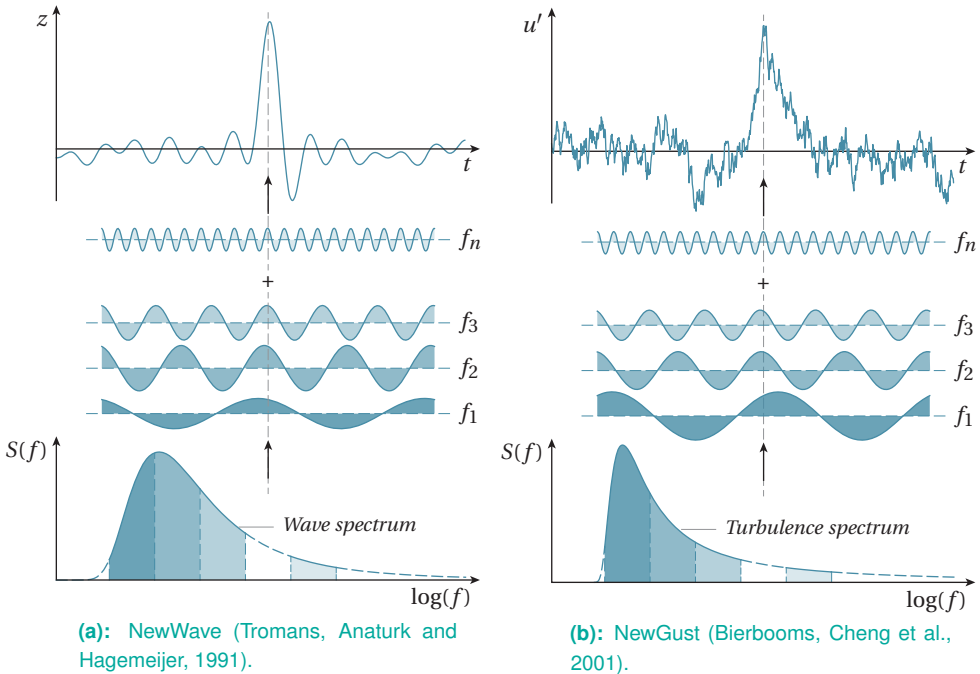 z
t
fn
+
f3
f2
f1
S(f)
Wave spectrum
log(f)
(a): NewWave (Tromans, Anaturk and
Hagemeijer, 1991).
u′
t
fn
+
f3
f2
f1
S(f)
Turbulence spectrum
log(f)
(b): NewGust (Bierbooms, Cheng et al.,
2001).